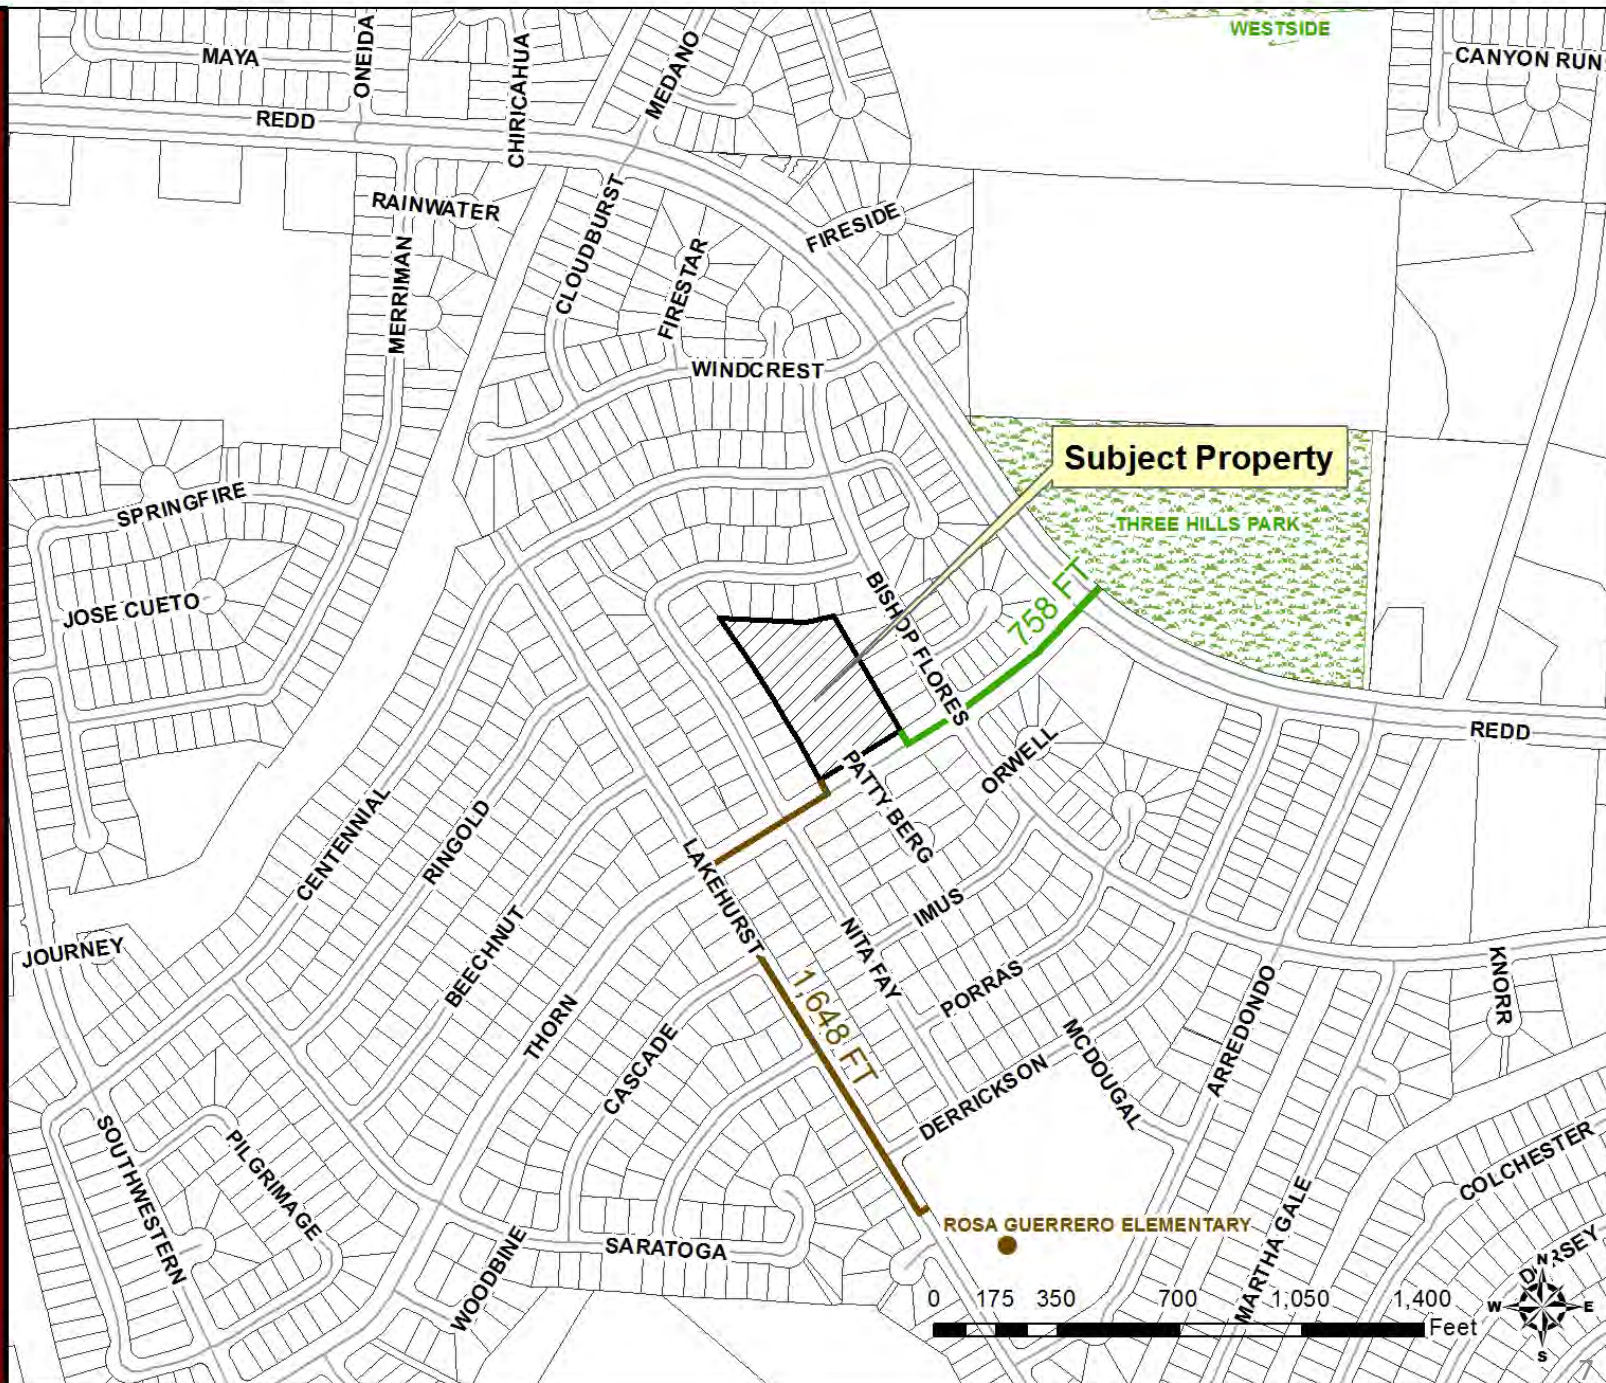 WESTSIDE
CANYON RUN
MAYA
ONEIDA
CHIRICAHUA
MEDANO
REDD
RAINWATER
CLOUDBURST
FIRESIDE
MERRIMAN
FIRESTAR
WINDCREST
Subject Property
SPRINGFIRE
THREE HILLS PARK
JOSE CUETO
BISHOP FLORES
758 FT
REDD
ORWELL
PATTY BERG
CENTENNIAL
RINGOLD
LAKEHURST
IMUS
NITA FAY
JOURNEY
BEECHNUT
THORN
PORRAS
KNORR
1,648 FT
CASCADE
MCDOUGAL
ARREDONDO
DERRICKSON
SOUTHWESTERN
PILGRIMAGE
COLCHESTER
MARTHA GALE
ROSA GUERRERO ELEMENTARY
WOODBINE
SARATOGA
N
W
E
S
0 175 350 700 1,050 1,400
Feet